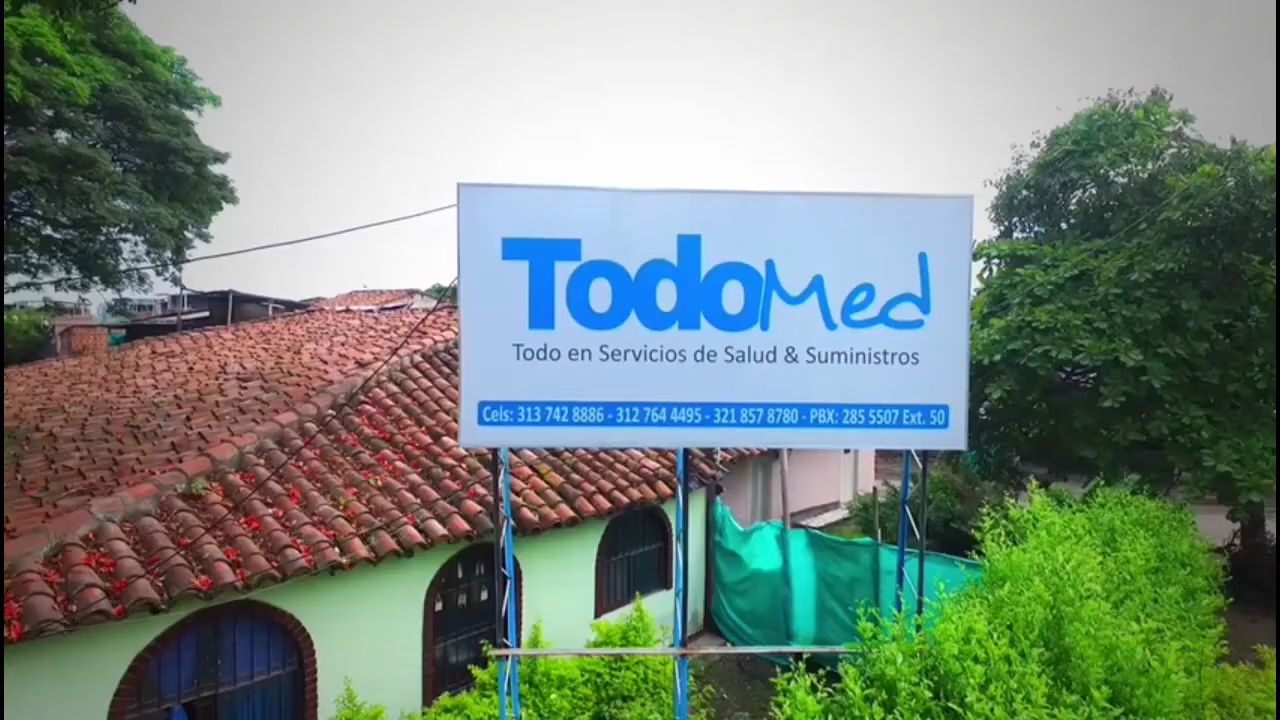 TodoMed
Todo en Servicios de Salud & Suministros
Cels: 313 742 8886 - 312 764 4495 - 321 857 8780 - PBX: 285 5507 Ext. 50